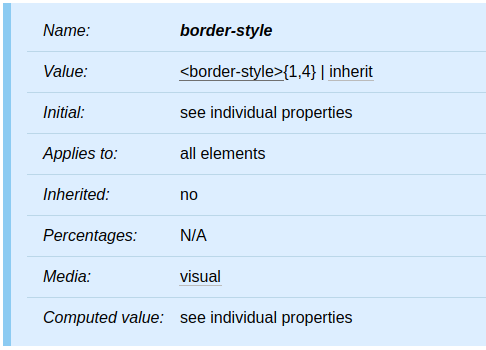 Name: border-style
Value: <border-style>{1,4} | inherit
Initial: see individual properties
Applies to: all elements
Inherited: no
Percentages: N/A
Media: visual
Computed value: see individual properties